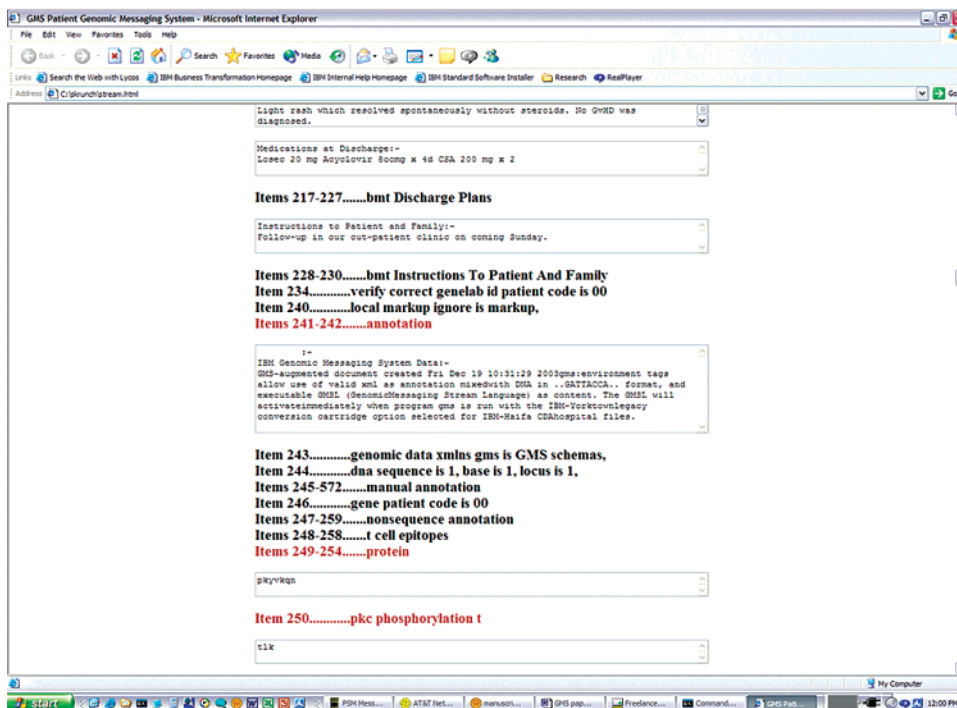 GMS Patient Genomic Messaging System - Microsoft Internet Explorer
File Edit View Favorites Tools Help
Back Search Favorites Media
Links Search the Web with Lycos IBM Business Transformation Homepage IBM Internal Help Homepage IBM Standard Software Installer Research RealPlayer
Address C:\pkrunch\stream.html Go
Light rash which resolved spontaneously without steroids. No GvHD was
diagnosed.
Medications at Discharge:-
Losec 20 mg Acyclovir 800mg x 4d CSA 200 mg x 2
Items 217-227.......bmt Discharge Plans
Instructions to Patient and Family:-
Follow-up in our out-patient clinic on coming Sunday.
Items 228-230.......bmt Instructions To Patient And Family
Item 234............verify correct genelab id patient code is 00
Item 240............local markup ignore is markup,
Items 241-242.......annotation
:-
IBM Genomic Messaging System Data:-
GMS-augmented document created Fri Dec 19 10:31:29 2003gms:environment tags
allow use of valid xml as annotation mixedwith DNA in ..GATTACCA.. format, and
executable GMSL (GenomicMessaging Stream Language) as content. The GMSL will
activateimmediately when program gms is run with the IBM-Yorktownlegacy
conversion cartridge option selected for IBM-Haifa CDAhospital files.
Item 243............genomic data xmlns gms is GMS schemas,
Item 244............dna sequence is 1, base is 1, locus is 1,
Items 245-572.......manual annotation
Item 246............gene patient code is 00
Items 247-259.......nonsequence annotation
Items 248-258.......t cell epitopes
Items 249-254.......protein
pkyvkqn
Item 250............pkc phosphorylation t
tlk
My Computer
start PSM Mess... AT&T Net... manuscri... GMS pap... Freelance... Command... GMS Pati... 12:00 PM